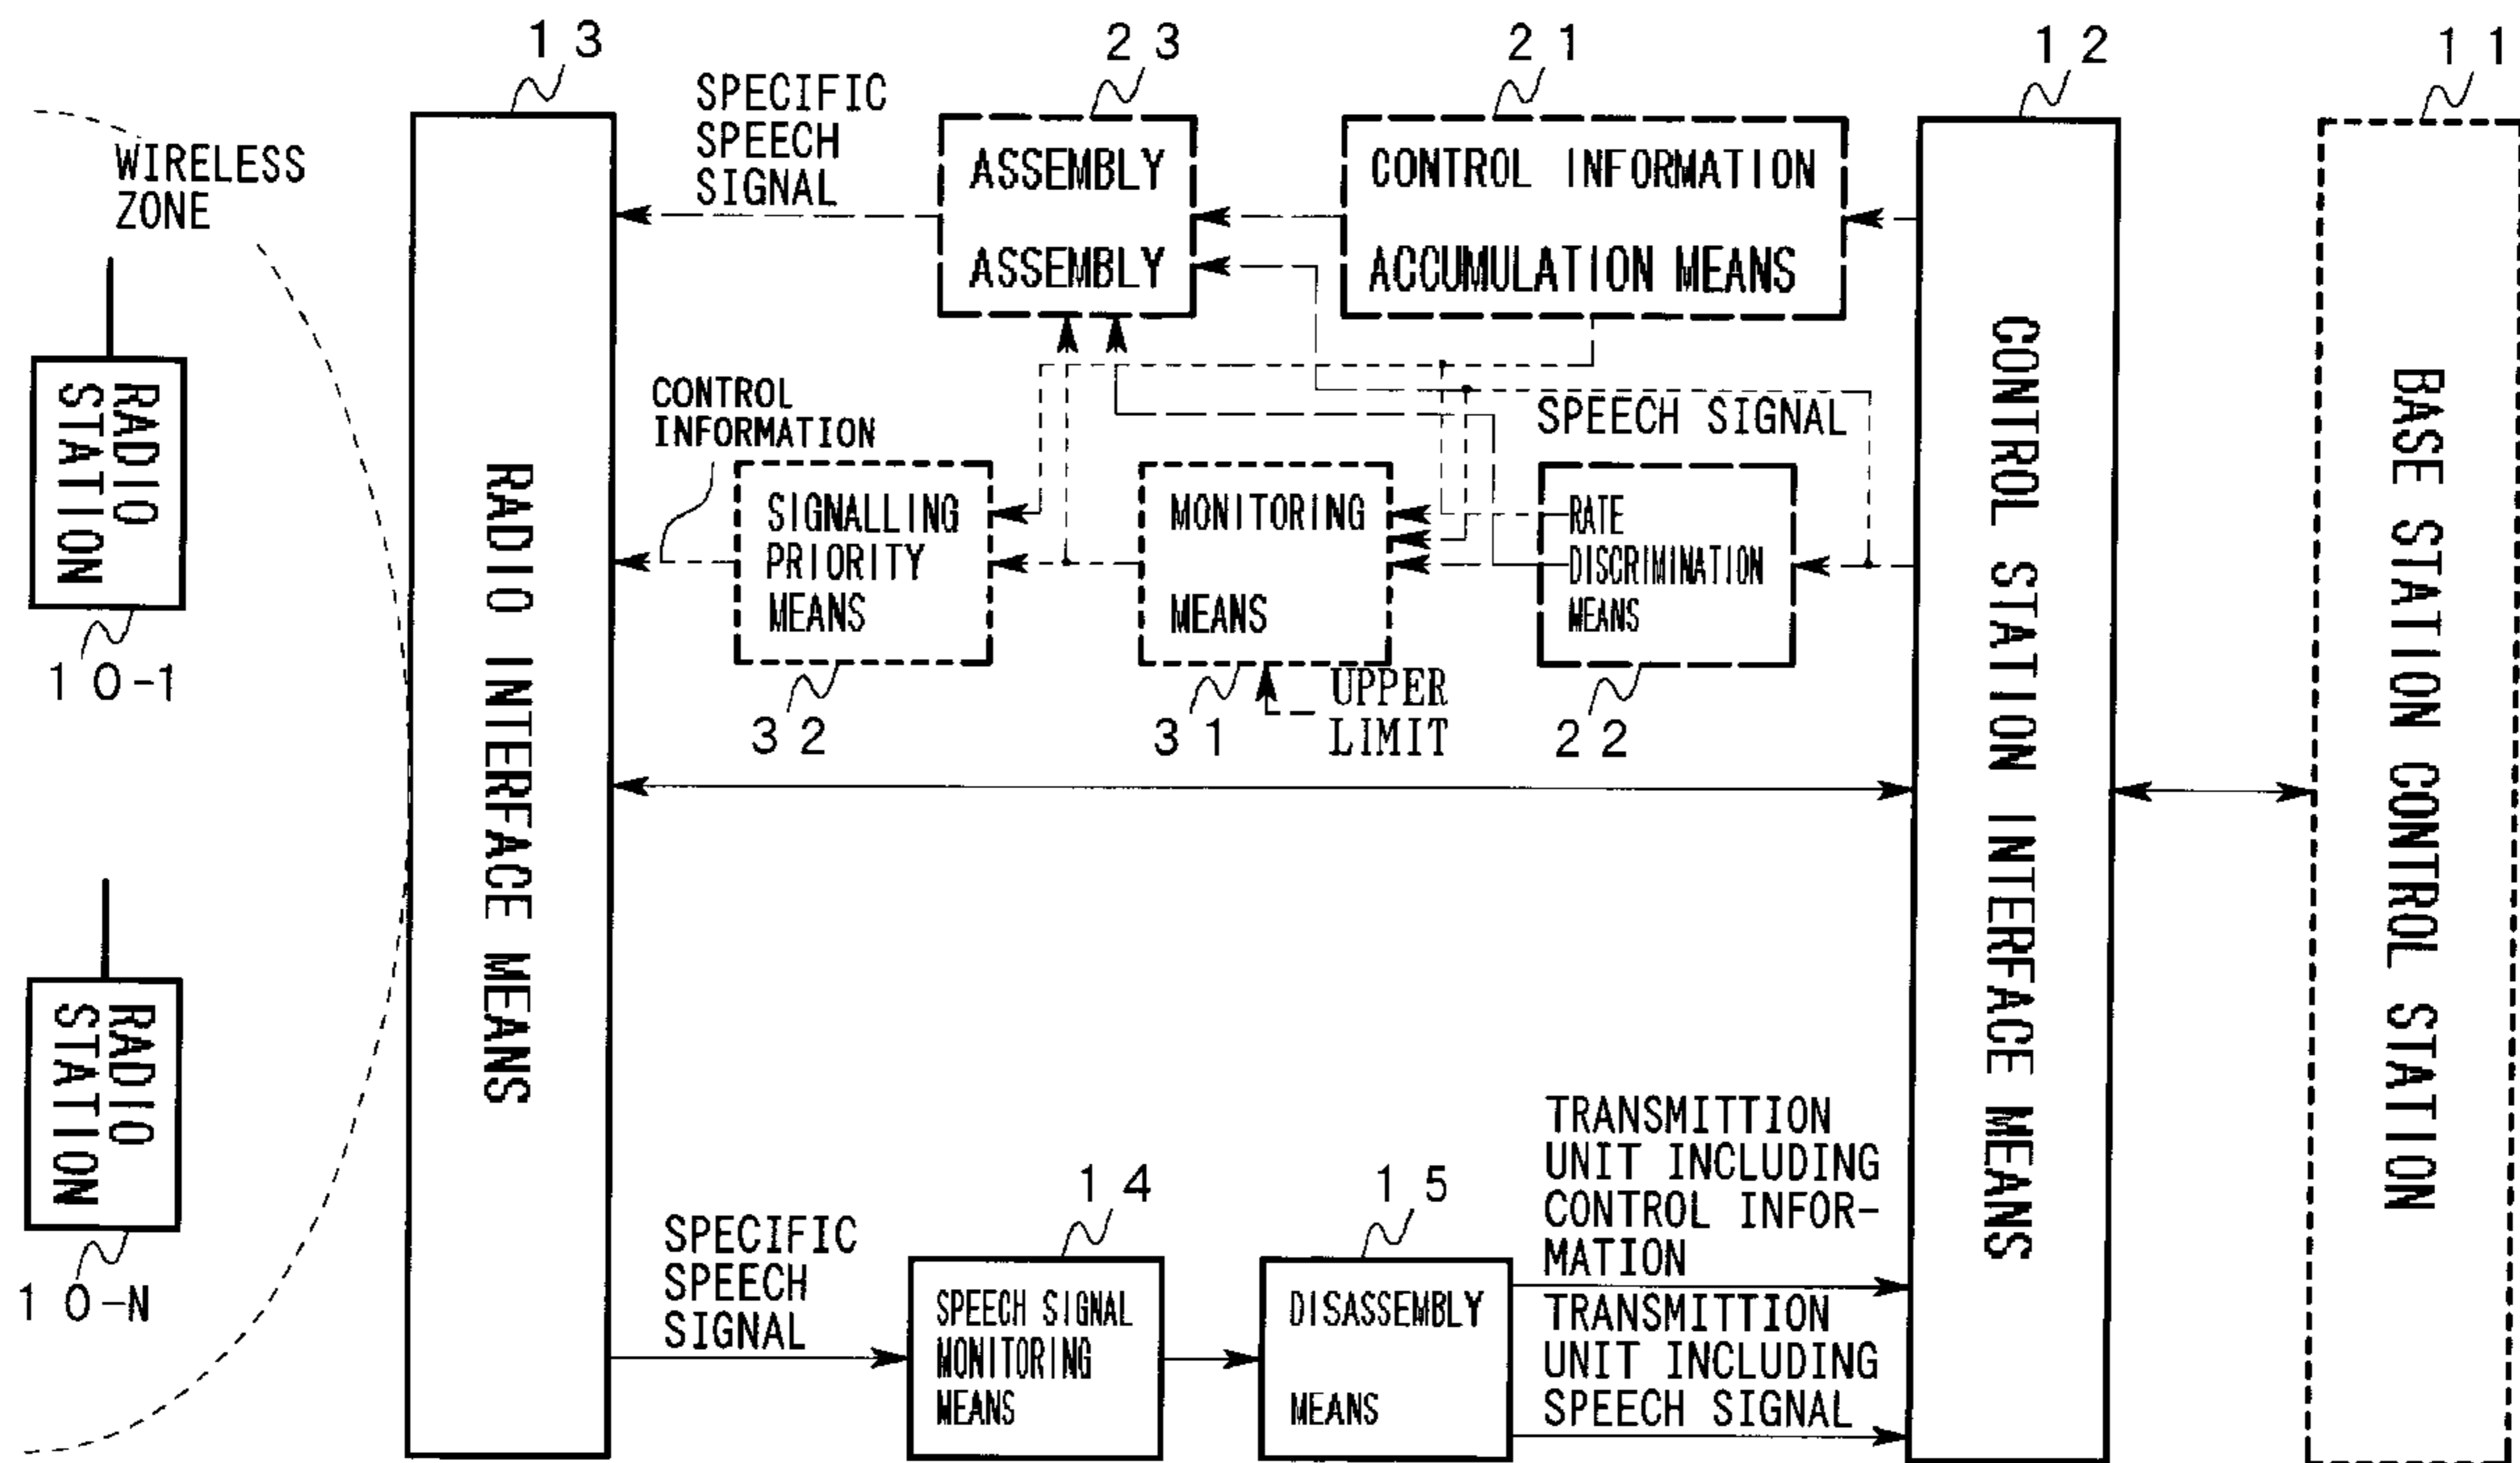 13
23
21
12
11
SPECIFIC
SPEECH
SIGNAL
WIRELESS
ZONE
ASSEMBLY
ASSEMBLY
CONTROL INFORMATION
ACCUMULATION MEANS
RADIO
STATION
10-1
CONTROL
INFORMATION
SPEECH SIGNAL
SIGNALLING
PRIORITY
MEANS
32
MONITORING
MEANS
31
UPPER
LIMIT
RATE
DISCRIMINATION
MEANS
22
RADIO INTERFACE MEANS
CONTROL STATION INTERFACE MEANS
BASE STATION CONTROL STATION
RADIO
STATION
10-N
SPECIFIC
SPEECH
SIGNAL
14
SPEECH SIGNAL
MONITORING
MEANS
15
DISASSEMBLY
MEANS
TRANSMITTION
UNIT INCLUDING
CONTROL INFOR-
MATION
TRANSMITTION
UNIT INCLUDING
SPEECH SIGNAL